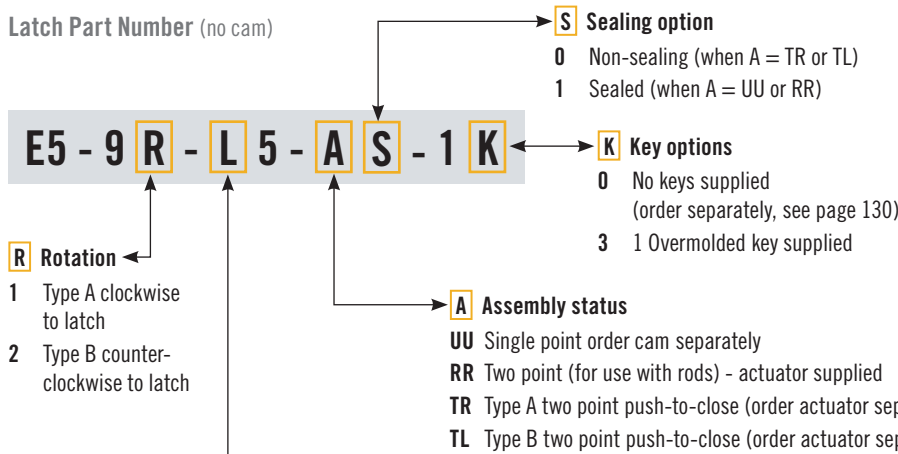 Latch Part Number (no cam)
E5 - 9 R - L 5 - A S - 1 K
S Sealing option
0 Non-sealing (when A = TR or TL)
1 Sealed (when A = UU or RR)
K Key options
0 No keys supplied
(order separately, see page 130)
3 1 Overmolded key supplied
R Rotation
1 Type A clockwise
to latch
2 Type B counter-
clockwise to latch
A Assembly status
UU Single point order cam separately
RR Two point (for use with rods) - actuator supplied
TR Type A two point push-to-close (order actuator
TL Type B two point push-to-close (order actuator